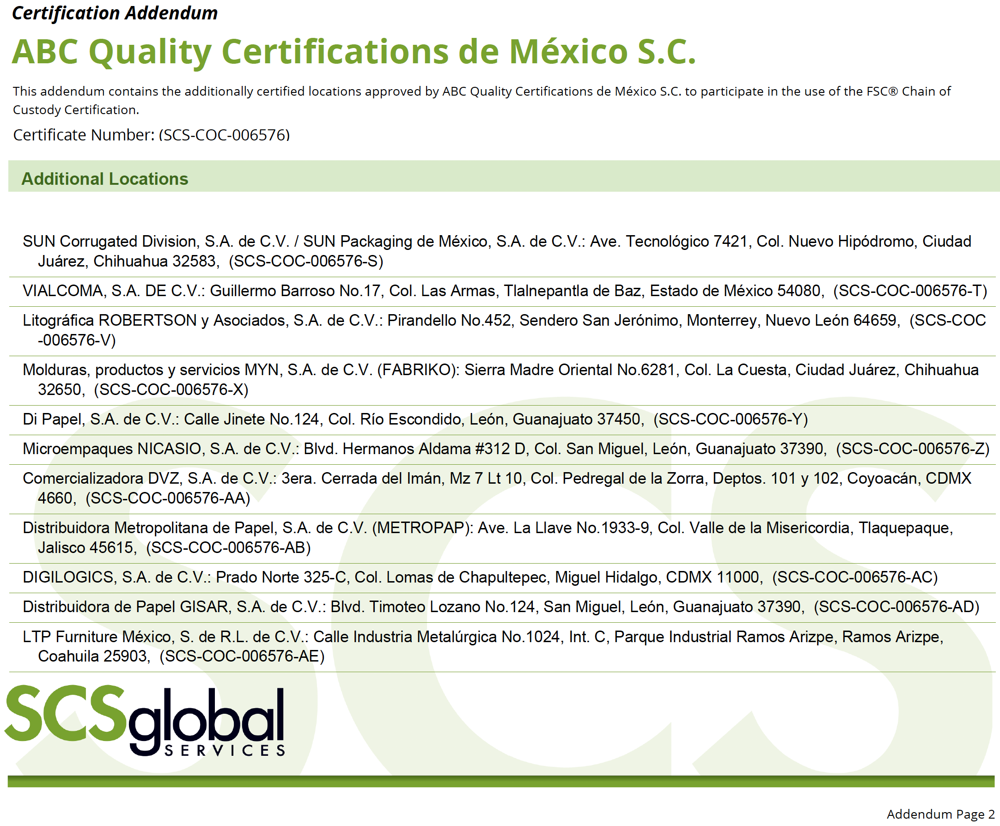 Certification Addendum
ABC Quality Certifications de México S.C.
This addendum contains the additionally certified locations approved by ABC Quality Certifications de México S.C. to participate in the use of the FSC® Chain of
Custody Certification.
Certificate Number: (SCS-COC-006576)
Additional Locations
SUN Corrugated Division, S.A. de C.V. / SUN Packaging de México, S.A. de C.V.: Ave. Tecnológico 7421, Col. Nuevo Hipódromo, Ciudad
Juárez, Chihuahua 32583,  (SCS-COC-006576-S)
VIALCOMA, S.A. DE C.V.: Guillermo Barroso No.17, Col. Las Armas, Tlalnepantla de Baz, Estado de México 54080,  (SCS-COC-006576-T)
Litográfica ROBERTSON y Asociados, S.A. de C.V.: Pirandello No.452, Sendero San Jerónimo, Monterrey, Nuevo León 64659,  (SCS-COC
-006576-V)
Molduras, productos y servicios MYN, S.A. de C.V. (FABRIKO): Sierra Madre Oriental No.6281, Col. La Cuesta, Ciudad Juárez, Chihuahua
32650,  (SCS-COC-006576-X)
Di Papel, S.A. de C.V.: Calle Jinete No.124, Col. Río Escondido, León, Guanajuato 37450,  (SCS-COC-006576-Y)
Microempaques NICASIO, S.A. de C.V.: Blvd. Hermanos Aldama #312 D, Col. San Miguel, León, Guanajuato 37390,  (SCS-COC-006576-Z)
Comercializadora DVZ, S.A. de C.V.: 3era. Cerrada del Imán, Mz 7 Lt 10, Col. Pedregal de la Zorra, Deptos. 101 y 102, Coyoacán, CDMX
4660,  (SCS-COC-006576-AA)
Distribuidora Metropolitana de Papel, S.A. de C.V. (METROPAP): Ave. La Llave No.1933-9, Col. Valle de la Misericordia, Tlaquepaque,
Jalisco 45615,  (SCS-COC-006576-AB)
DIGILOGICS, S.A. de C.V.: Prado Norte 325-C, Col. Lomas de Chapultepec, Miguel Hidalgo, CDMX 11000,  (SCS-COC-006576-AC)
Distribuidora de Papel GISAR, S.A. de C.V.: Blvd. Timoteo Lozano No.124, San Miguel, León, Guanajuato 37390,  (SCS-COC-006576-AD)
LTP Furniture México, S. de R.L. de C.V.: Calle Industria Metalúrgica No.1024, Int. C, Parque Industrial Ramos Arizpe, Ramos Arizpe,
Coahuila 25903,  (SCS-COC-006576-AE)
SCS
SCSglobal
SERVICES
Addendum Page 2